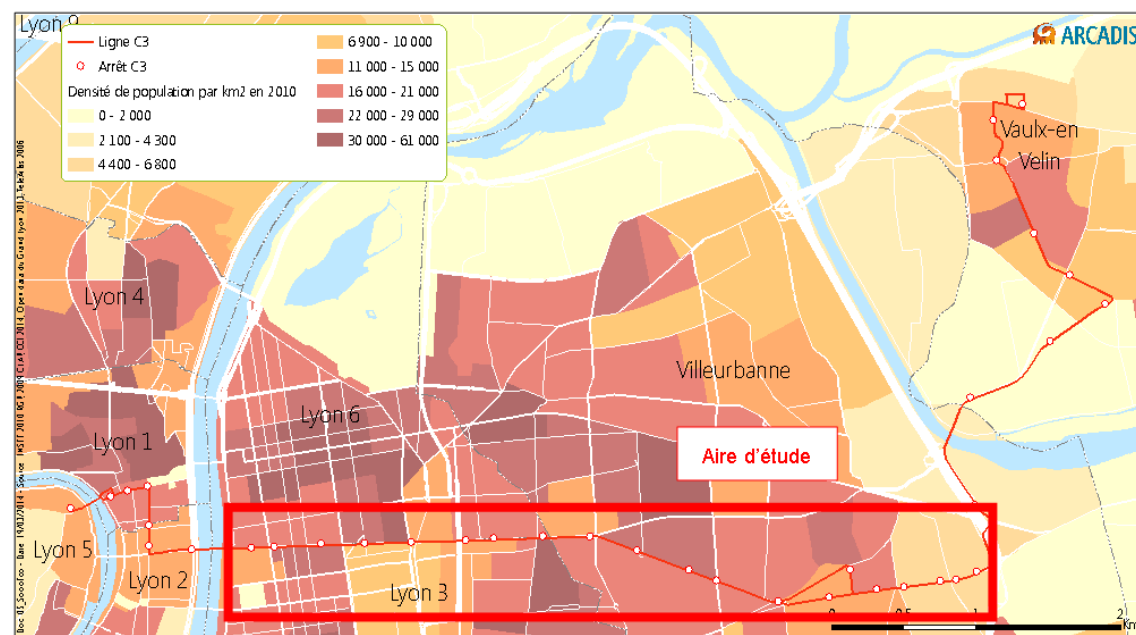 Lyon 9
Ligne C3
Arrêt C3
Densité de population par km2 en 2010
0 - 2 000
2 100 - 4 300
4 400 - 6 800
6 900 - 10 000
11 000 - 15 000
16 000 - 21 000
22 000 - 29 000
30 000 - 61 000
ARCADIS
Vaulx-en
Velin
Lyon 4
Villeurbanne
Lyon 6
Lyon 1
Aire d'étude
Lyon 5
Lyon 2
Lyon 3
0 0,5 1 2
Km